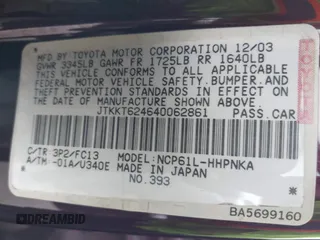 MFD BY:TOYOTA MOTOR CORPORATION 12/03
GVWR 3345LB GAWR FR 1725LB RR 1640LB
THIS VEHICLE CONFORMS TO ALL APPLICABLE
FEDERAL MOTOR VEHICLE SAFETY,BUMPER,AND
THEFT PREVENTION STANDARDS IN EFFECT ON
THE DATE OF MANUFACTURE SHOWN ABOVE.
JTKKT624640062861 PASS.CAR
C/TR 3P2/FC13 MODEL:NCP61L-HHPNKA
A/TM -01A/U340E MADE IN JAPAN
NO.393
BA5699160
DREAMBID